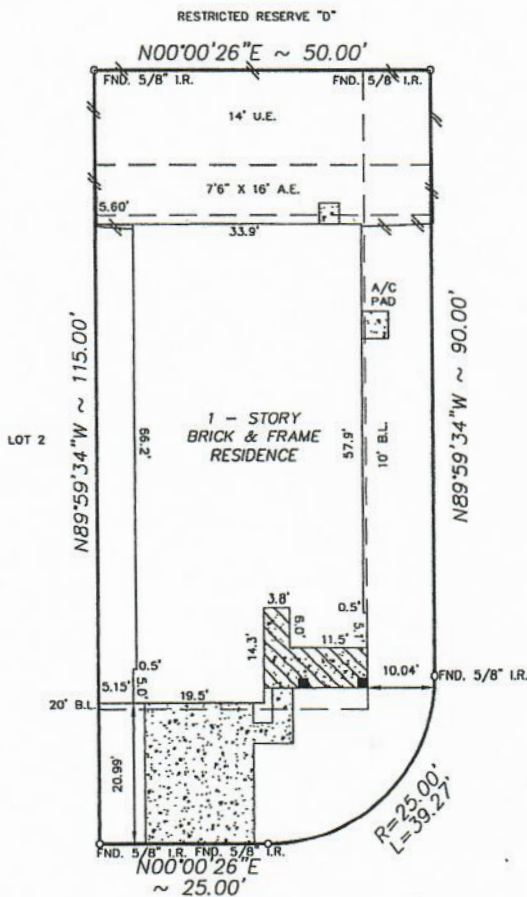 RESTRICTED RESERVE "D"
N00°00'26"E ~ 50.00'
FND. 5/8" I.R.
FND. 5/8" I.R.
14' U.E.
7'6" X 16' A.E.
5.60'
33.9'
A/C
PAD
N89°59'34"W ~ 115.00'
LOT 2
66.2'
1 - STORY
BRICK & FRAME
RESIDENCE
57.9'
10' B.L.
N89°59'34"W ~ 90.00'
3.8'
6.0'
0.5'
5.1'
11.5'
14.3'
0.5'
5.0'
5.15'
19.5'
10.04'
FND. 5/8" I.R.
20' B.L.
20.99'
R=25.00'
L=39.27'
FND. 5/8" I.R.
FND. 5/8" I.R.
N00°00'26"E
~ 25.00'